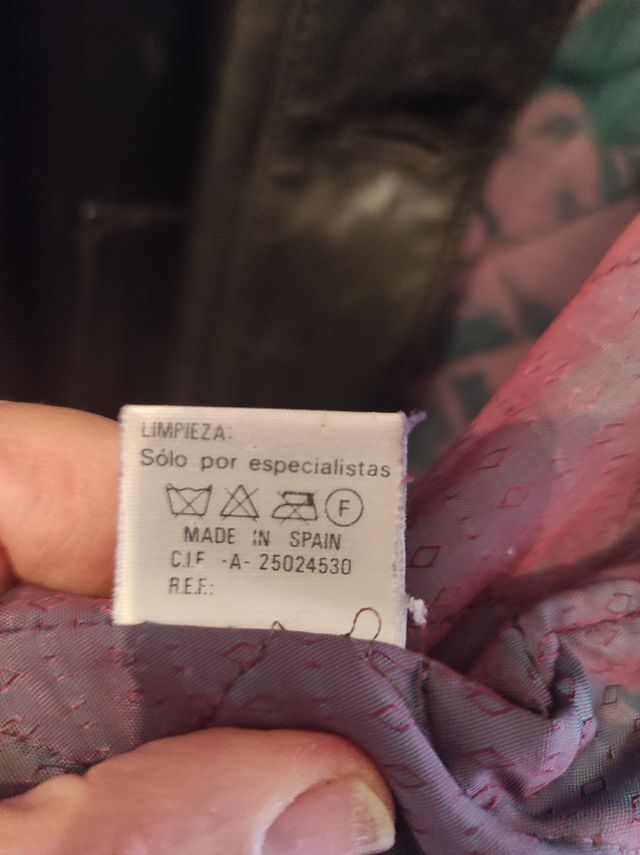 LIMPIEZA:
Sólo por especialistas
F
MADE IN SPAIN
C.I.F. -A- 25024530
R.E.F.: